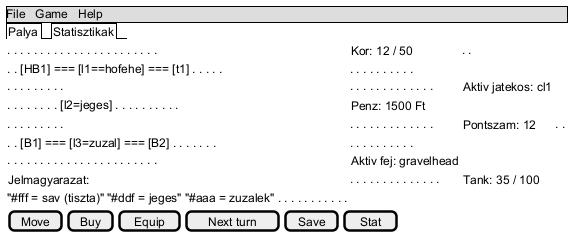 File Game Help
Palya Statisztikak
. . . . . . . . . . . . . . . . . . . . . . . Kor: 12 / 50 . .
. . [HB1] === [l1==hofehe] === [t1] . . . . . . . . . . . . . . .
. . . . . . . . . . . . . . . . . . . . . . Aktiv jatekos: cl1
. . . . . . . . [l2=jeges] . . . . . . . . . . Penz: 1500 Ft
. . . . . . . . . . . . . . . . . . . . . . Pontszam: 12 . .
. . [B1] === [l3=zuzal] === [B2] . . . . . . . . . . . . . . . . .
. . . . . . . . . . . . . . . . . . . . . . . Aktiv fej: gravelhead
Jelmagyarazat: . . . . . . . . . . . . . . Tank: 35 / 100
"#fff = sav (tiszta)" "#ddf = jeges" "#aaa = zuzalek" . . . . . . . . . . .
Move Buy Equip Next turn Save Stat